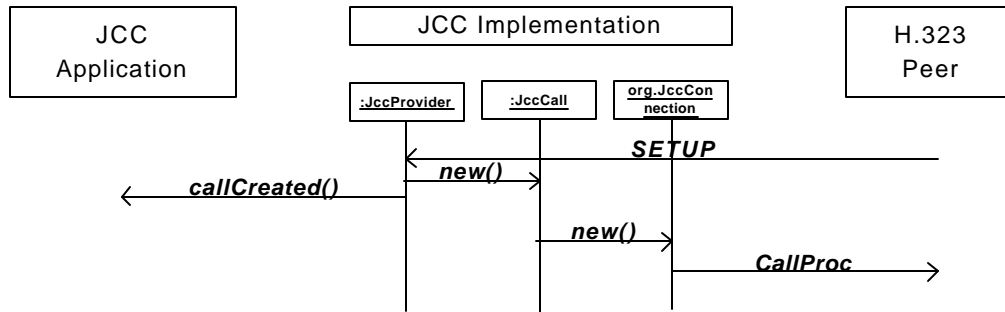 JCC
Application
JCC Implementation
H.323
Peer
:JccProvider
:JccCall
org.JccCon
nection
SETUP
new()
callCreated()
new()
CallProc